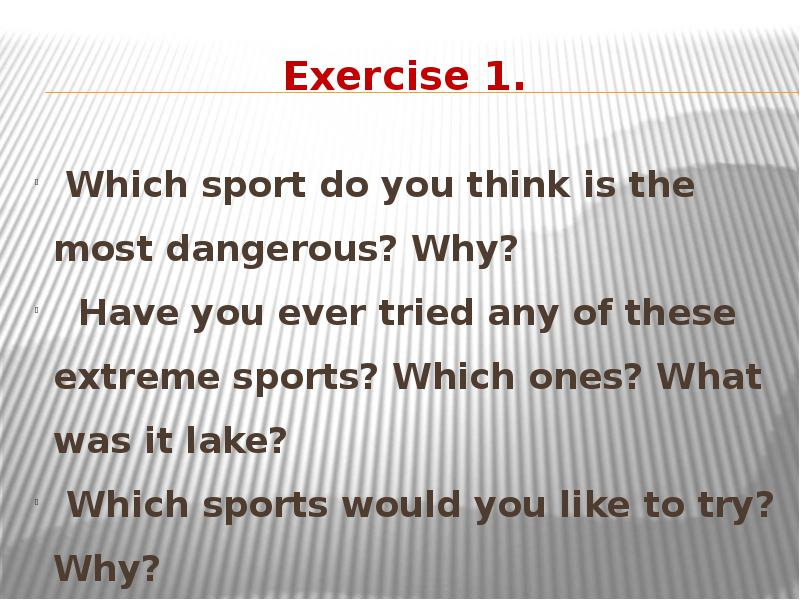 Exercise 1.
Which sport do you think is the
most dangerous? Why?
Have you ever tried any of these
extreme sports? Which ones? What
was it lake?
Which sports would you like to try?
Why?